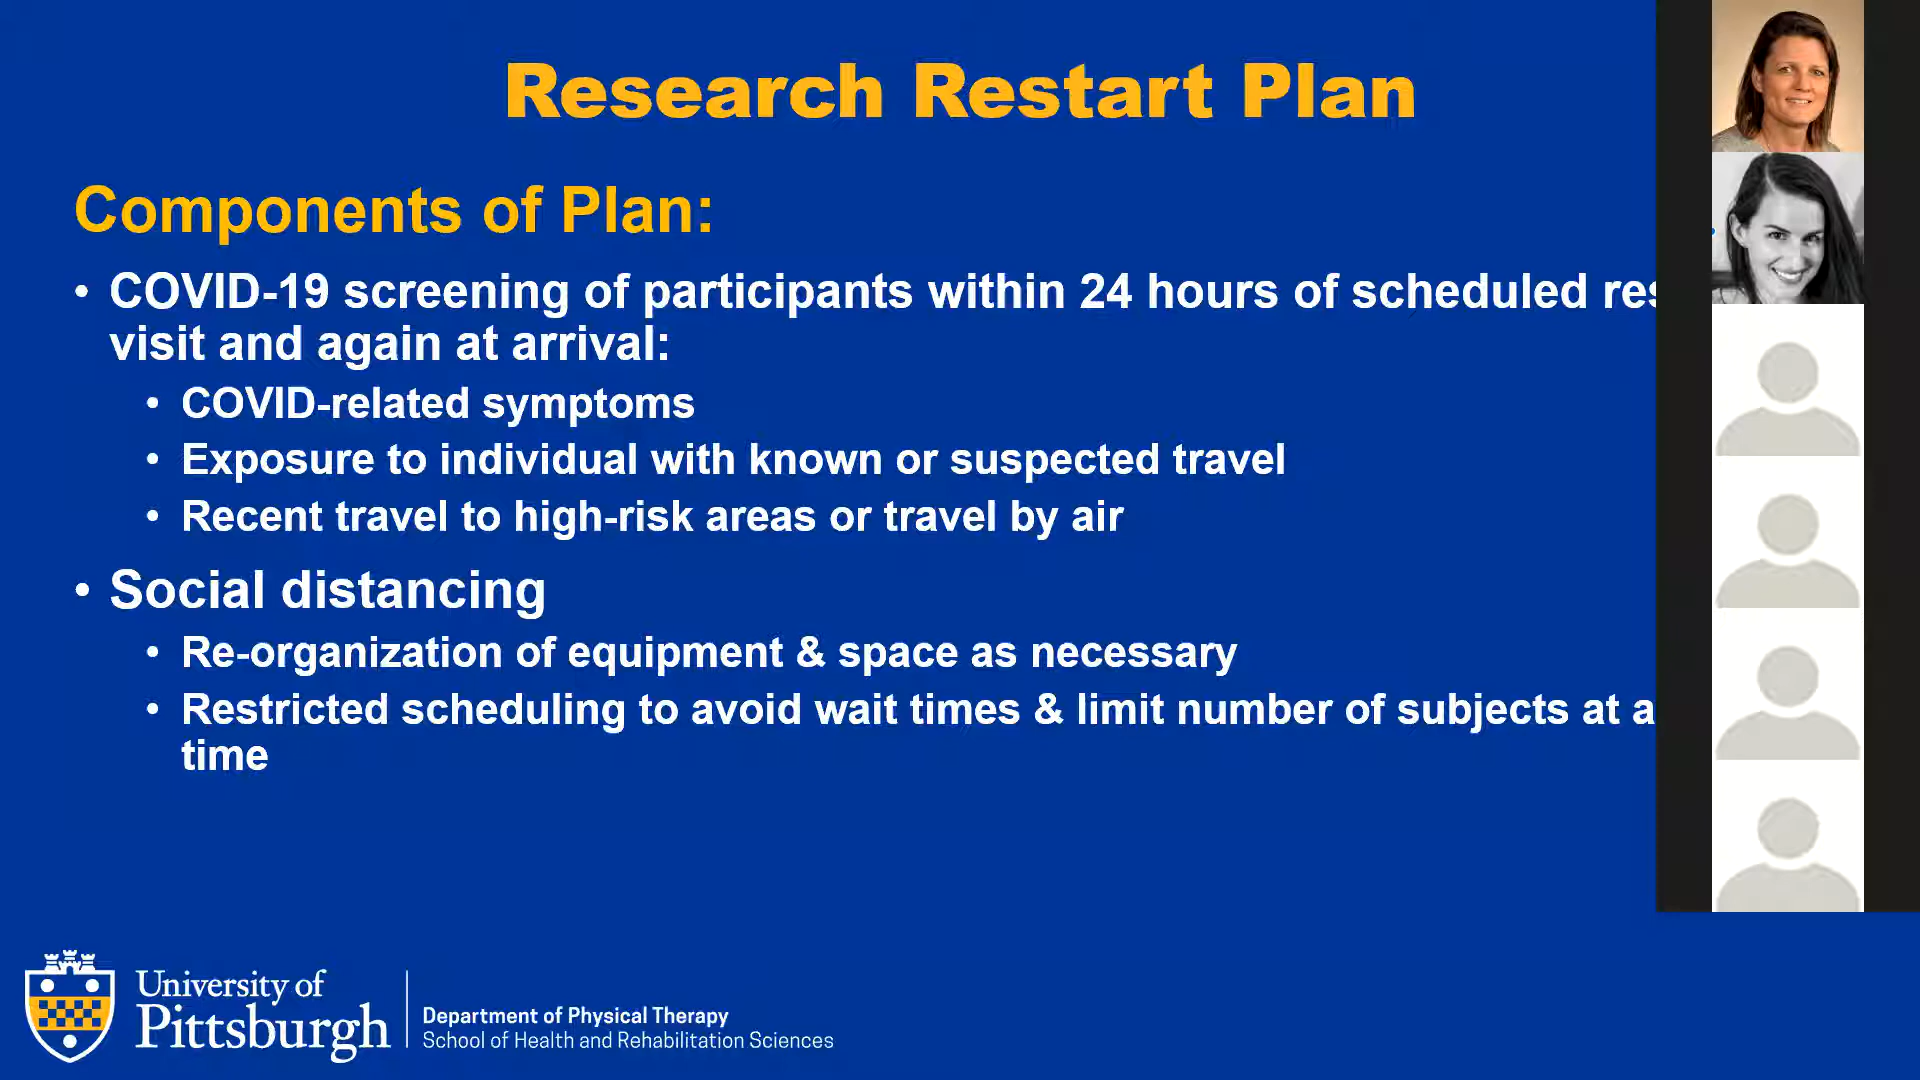 Research Restart Plan
Components of Plan:
• COVID-19 screening of participants within 24 hours of scheduled
visit and again at arrival:
• COVID-related symptoms
• Exposure to individual with known or suspected travel
• Recent travel to high-risk areas or travel by air
• Social distancing
• Re-organization of equipment & space as necessary
• Restricted scheduling to avoid wait times & limit number of subjects at a
time
University of
Pittsburgh
Department of Physical Therapy
School of Health and Rehabilitation Sciences